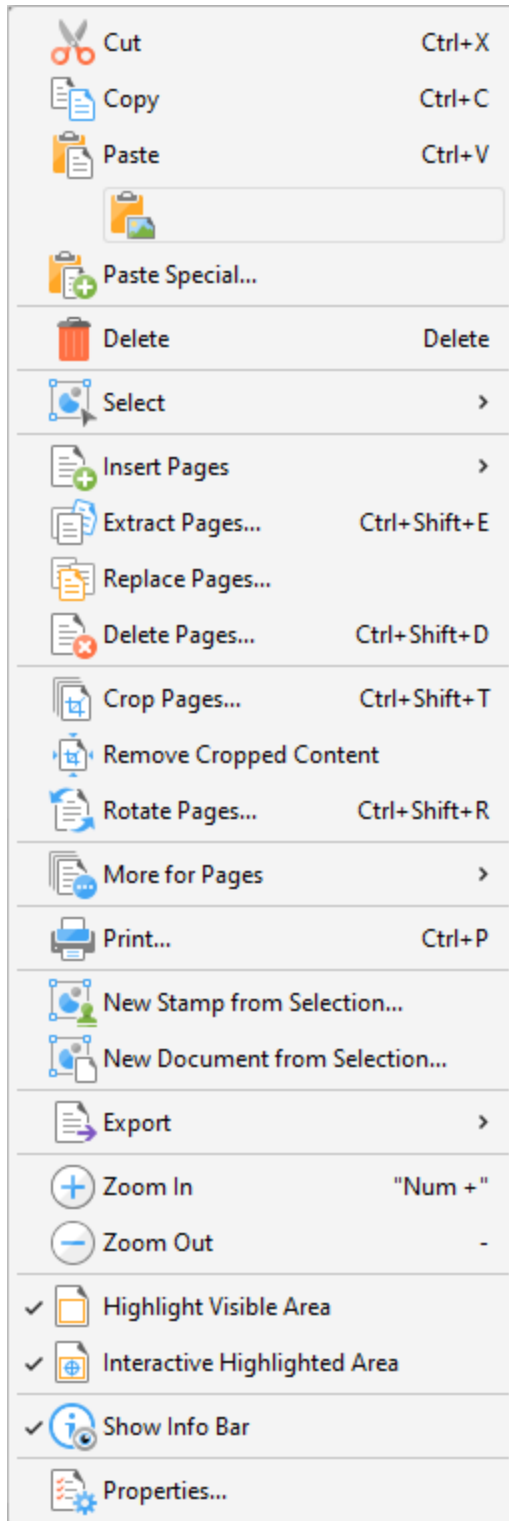 Cut Ctrl+X
Copy Ctrl+C
Paste Ctrl+V
Paste Special...
Delete Delete
Select
Insert Pages
Extract Pages... Ctrl+Shift+E
Replace Pages...
Delete Pages... Ctrl+Shift+D
Crop Pages... Ctrl+Shift+T
Remove Cropped Content
Rotate Pages... Ctrl+Shift+R
More for Pages
Print... Ctrl+P
New Stamp from Selection...
New Document from Selection...
Export
Zoom In "Num +"
Zoom Out -
Highlight Visible Area
Interactive Highlighted Area
Show Info Bar
Properties...